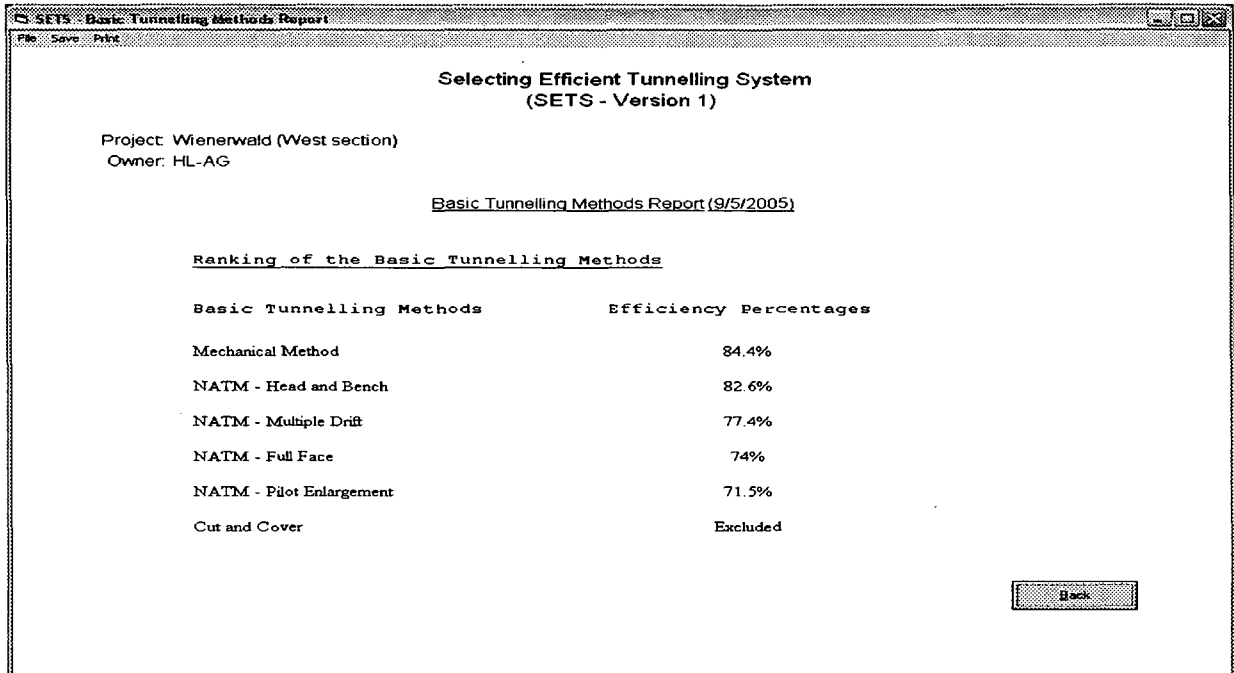 SETS - Basic Tunnelling Methods Report
File Save Print
Selecting Efficient Tunnelling System
(SETS - Version 1)
Project: Wienerwald (West section)
Owner: HL-AG
Basic Tunnelling Methods Report (9/5/2005)
Ranking of the Basic Tunnelling Methods
Basic Tunnelling Methods Efficiency Percentages
Mechanical Method 84.4%
NATM - Head and Bench 82.6%
NATM - Multiple Drift 77.4%
NATM - Full Face 74%
NATM - Pilot Enlargement 71.5%
Cut and Cover Excluded
Back